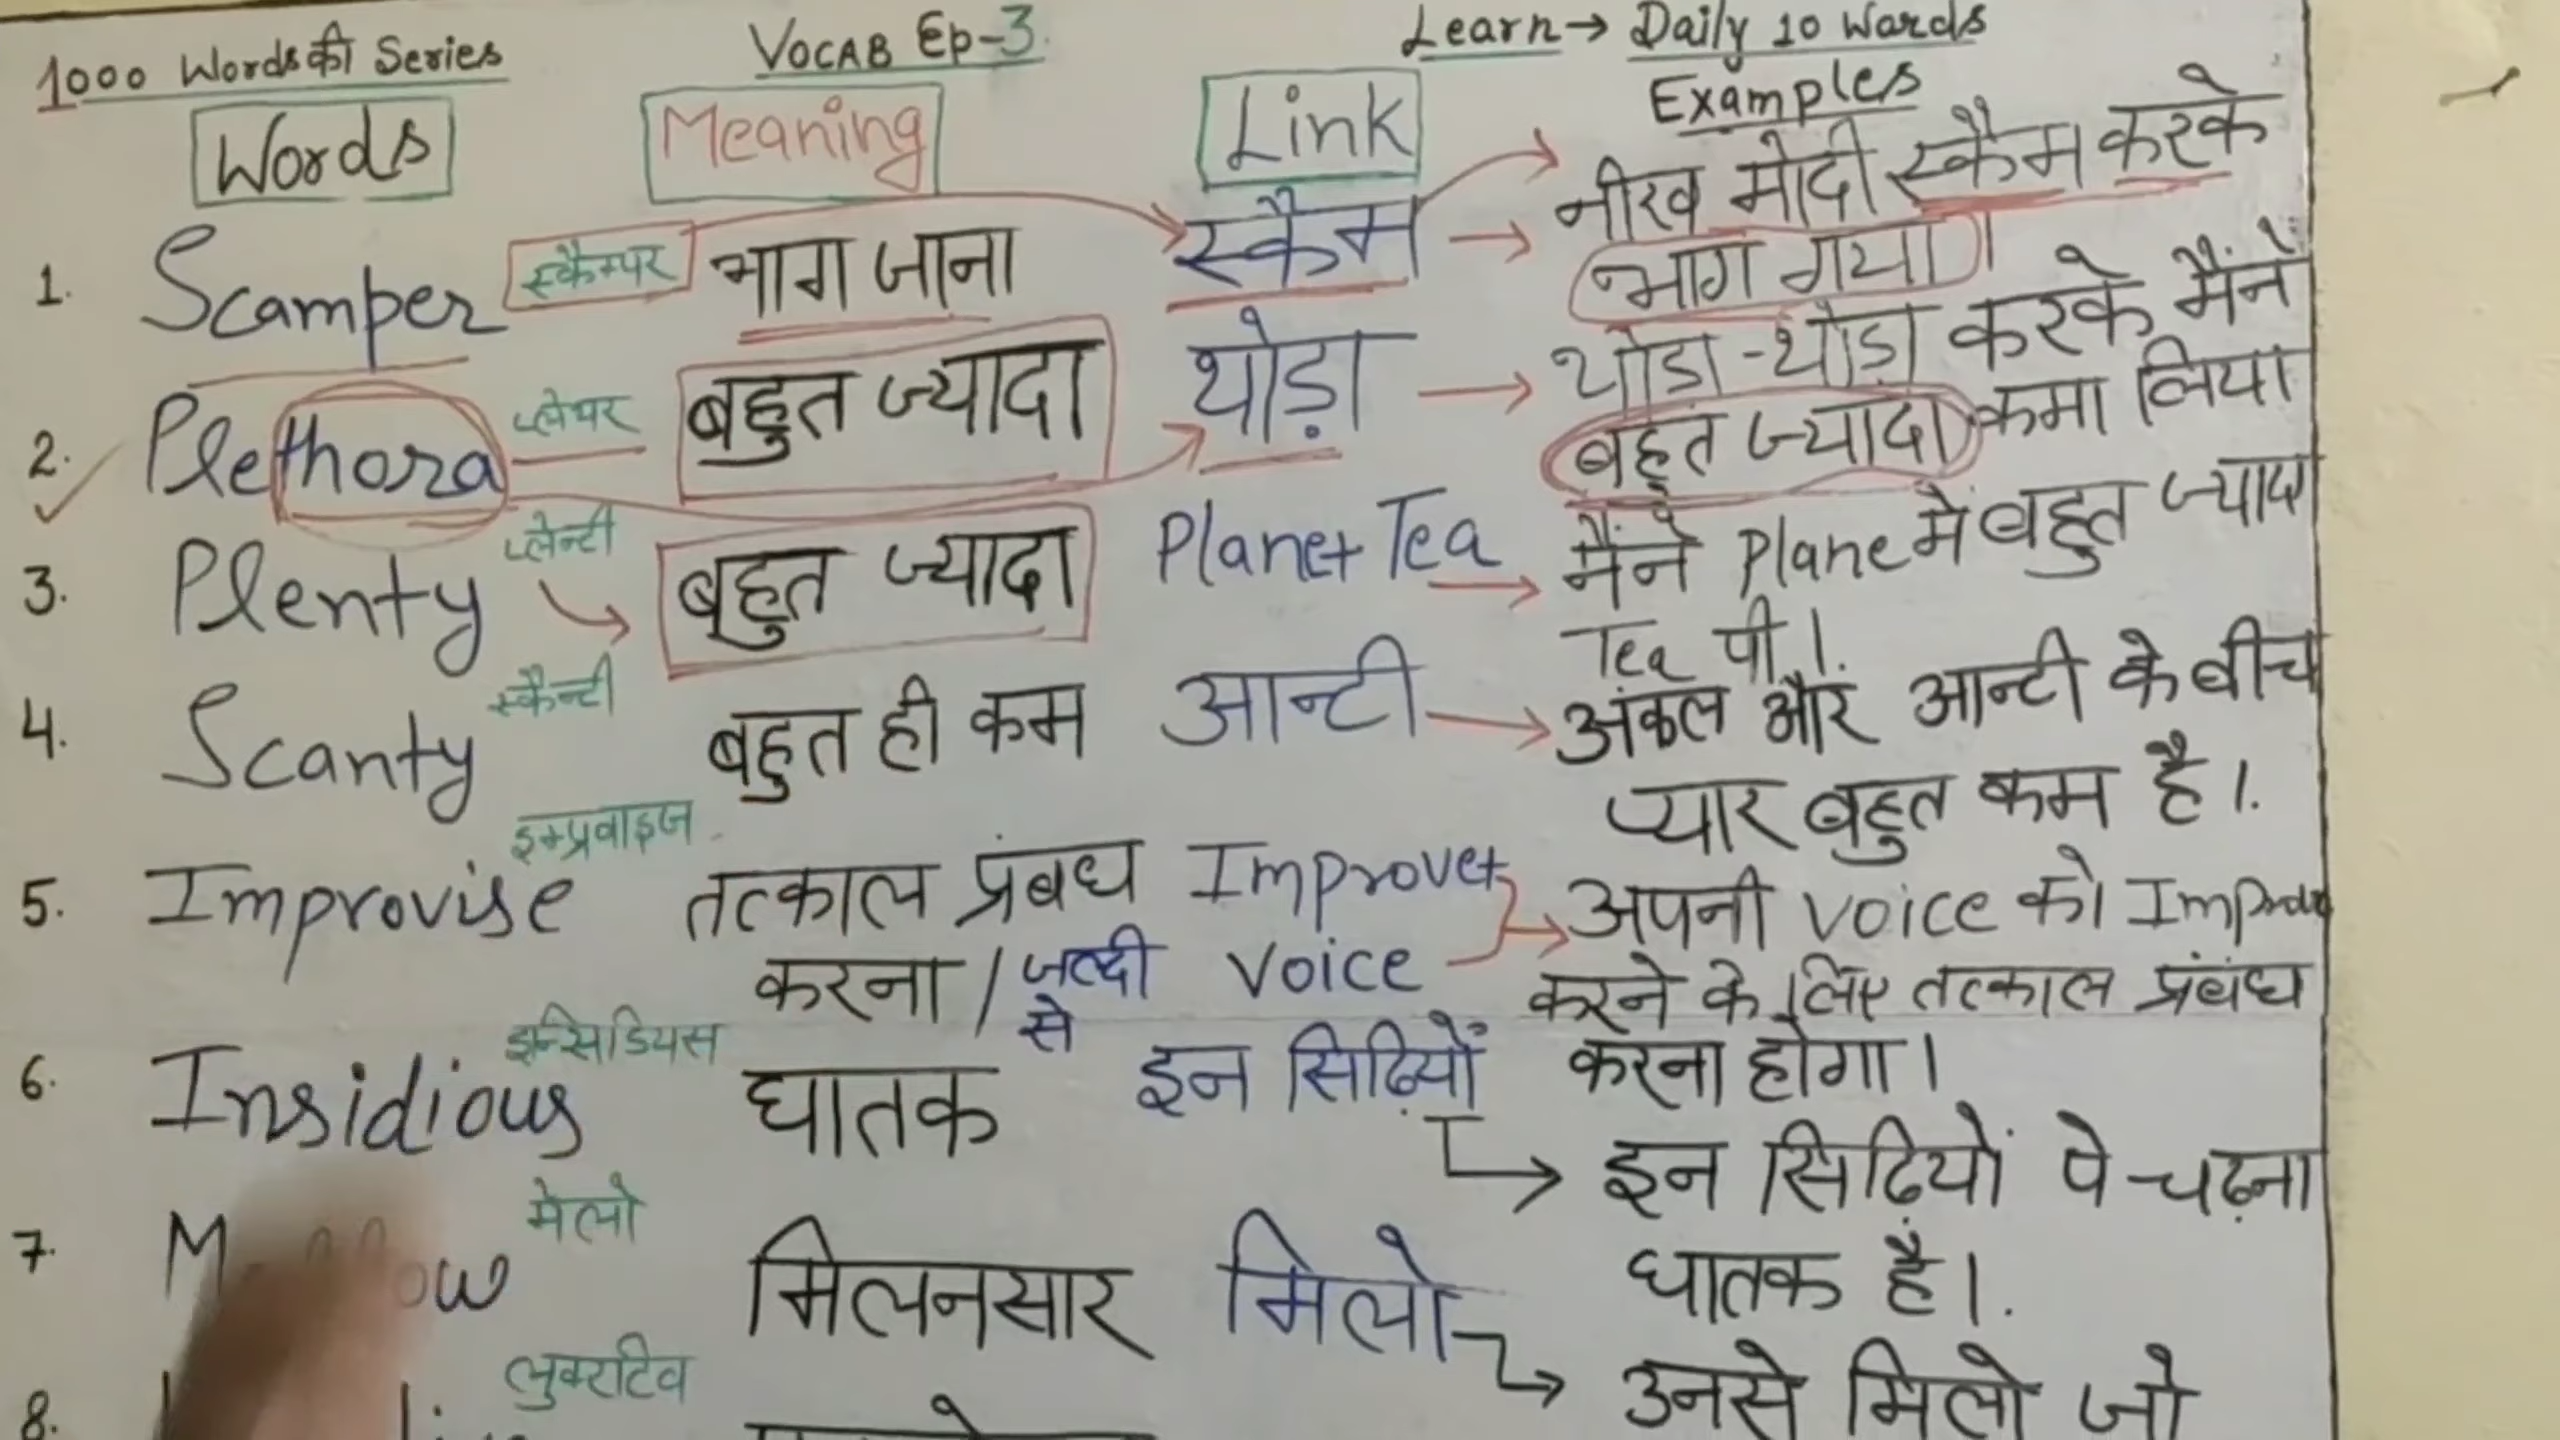 1000 Words की Series
VOCAB Ep-3.
Learn → Daily 10 Words
Words
Meaning
Link
Examples
1. Scamper स्कैम्पर भाग जाना स्कैम → नीरव मोदी स्कैम करके
भाग गया।
2. Plethora प्लेथर बहुत ज्यादा थोड़ा → थोडा-थोडा करके मैंने
बहुत ज्यादा कमा लिया
3. Plenty प्लेन्टी बहुत ज्यादा Plane+ Tea → मैंने Plane में बहुत ज्यादा
Tea पी।.
4. Scanty स्कैन्टी बहुत ही कम आन्टी → अंकल और आन्टी के बीच
प्यार बहुत कम है।.
5. Improvise इम्प्रवाइज तत्काल प्रंबध Improve+ → अपनी voice को Improve
करना / जल्दी से voice करने के लिए तत्काल प्रंबंध
करना होगा।
6. Insidious इन्सिडियस घातक इन सिढ़ियों → इन सिढियों पे चढ़ना
घातक है।.
7. मेलो मिलनसार मिलो → उनसे मिलो जो
8. लुक्रटिव